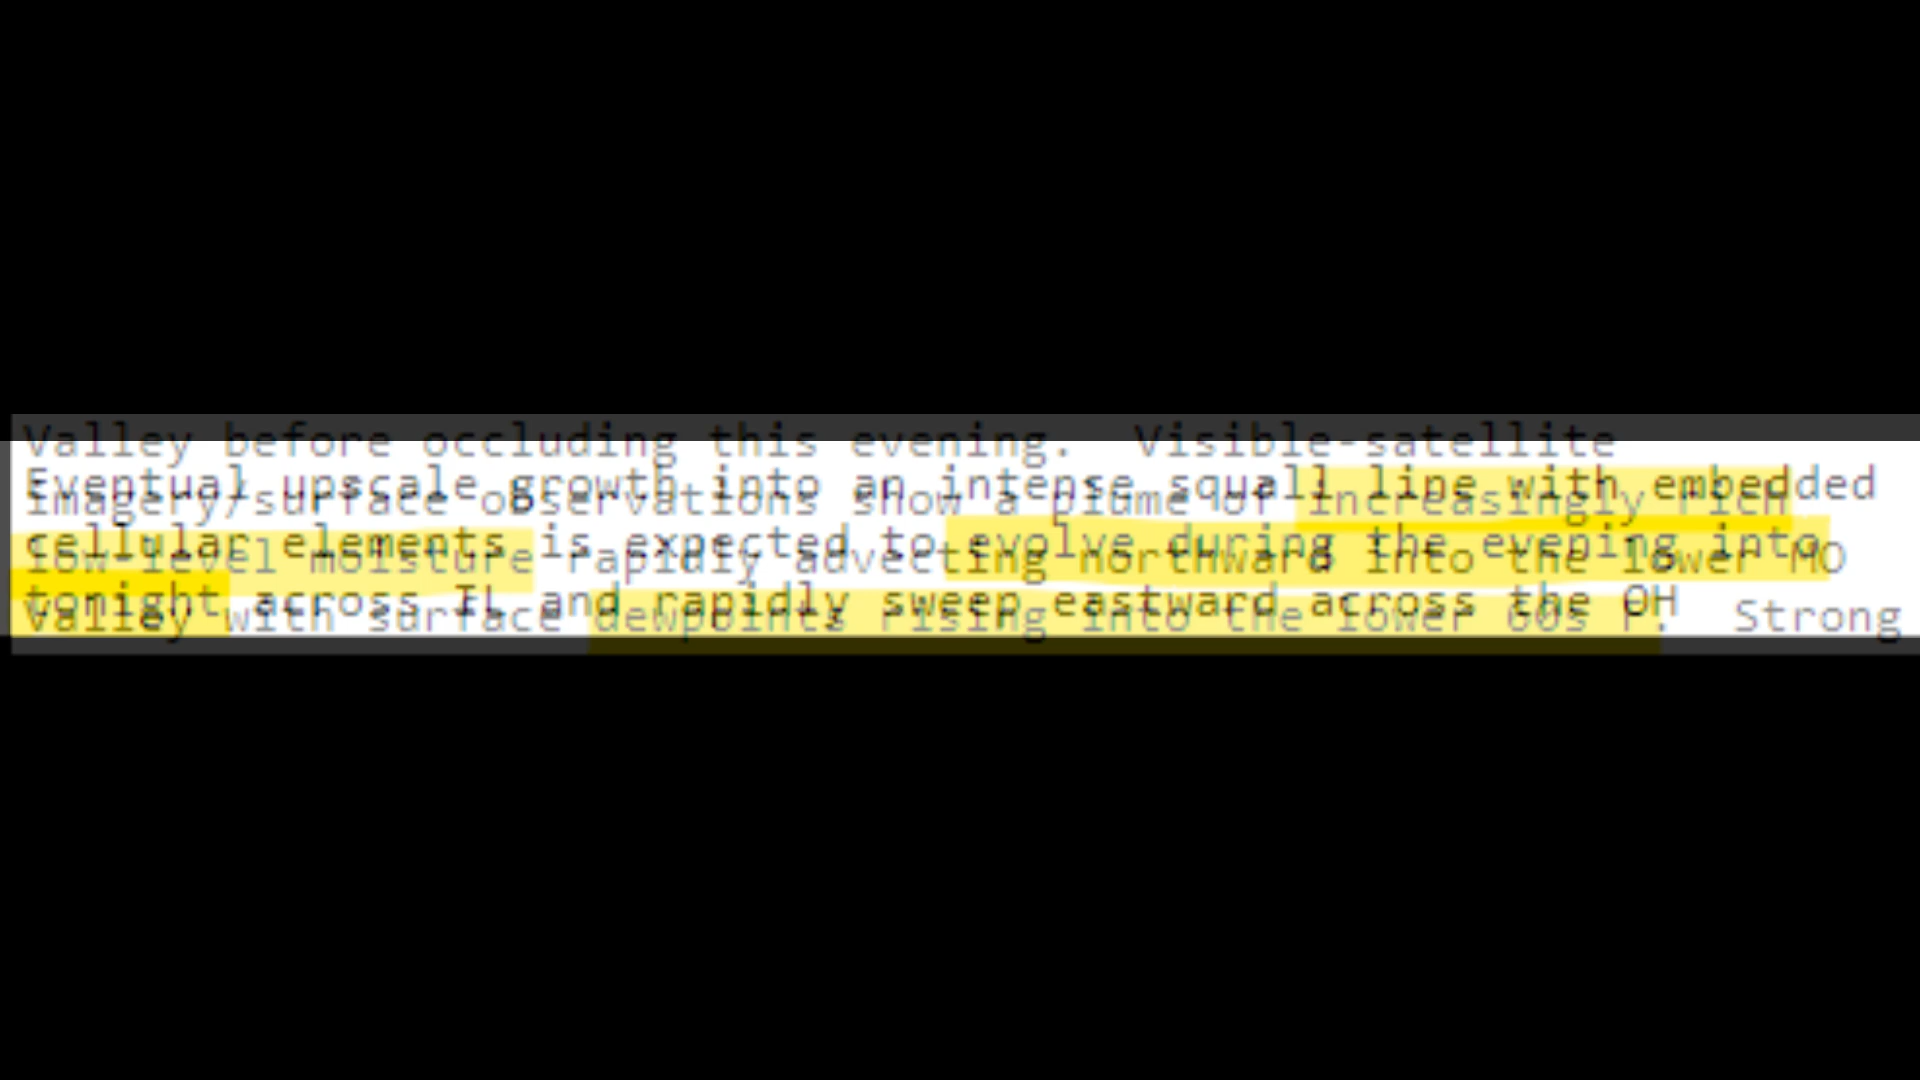 Valley before occluding this evening.  Visible-satellite
Eventual upscale growth into an intense squall line with embedded
imagery/surface observations show a plume of increasingly rich
cellular elements is expected to evolve during the evening into
low-level moisture rapidly advecting northward into the lower MO
tonight across IL and rapidly sweep eastward across the OH
Valley with surface dewpoints rising into the lower 60s F.  Strong